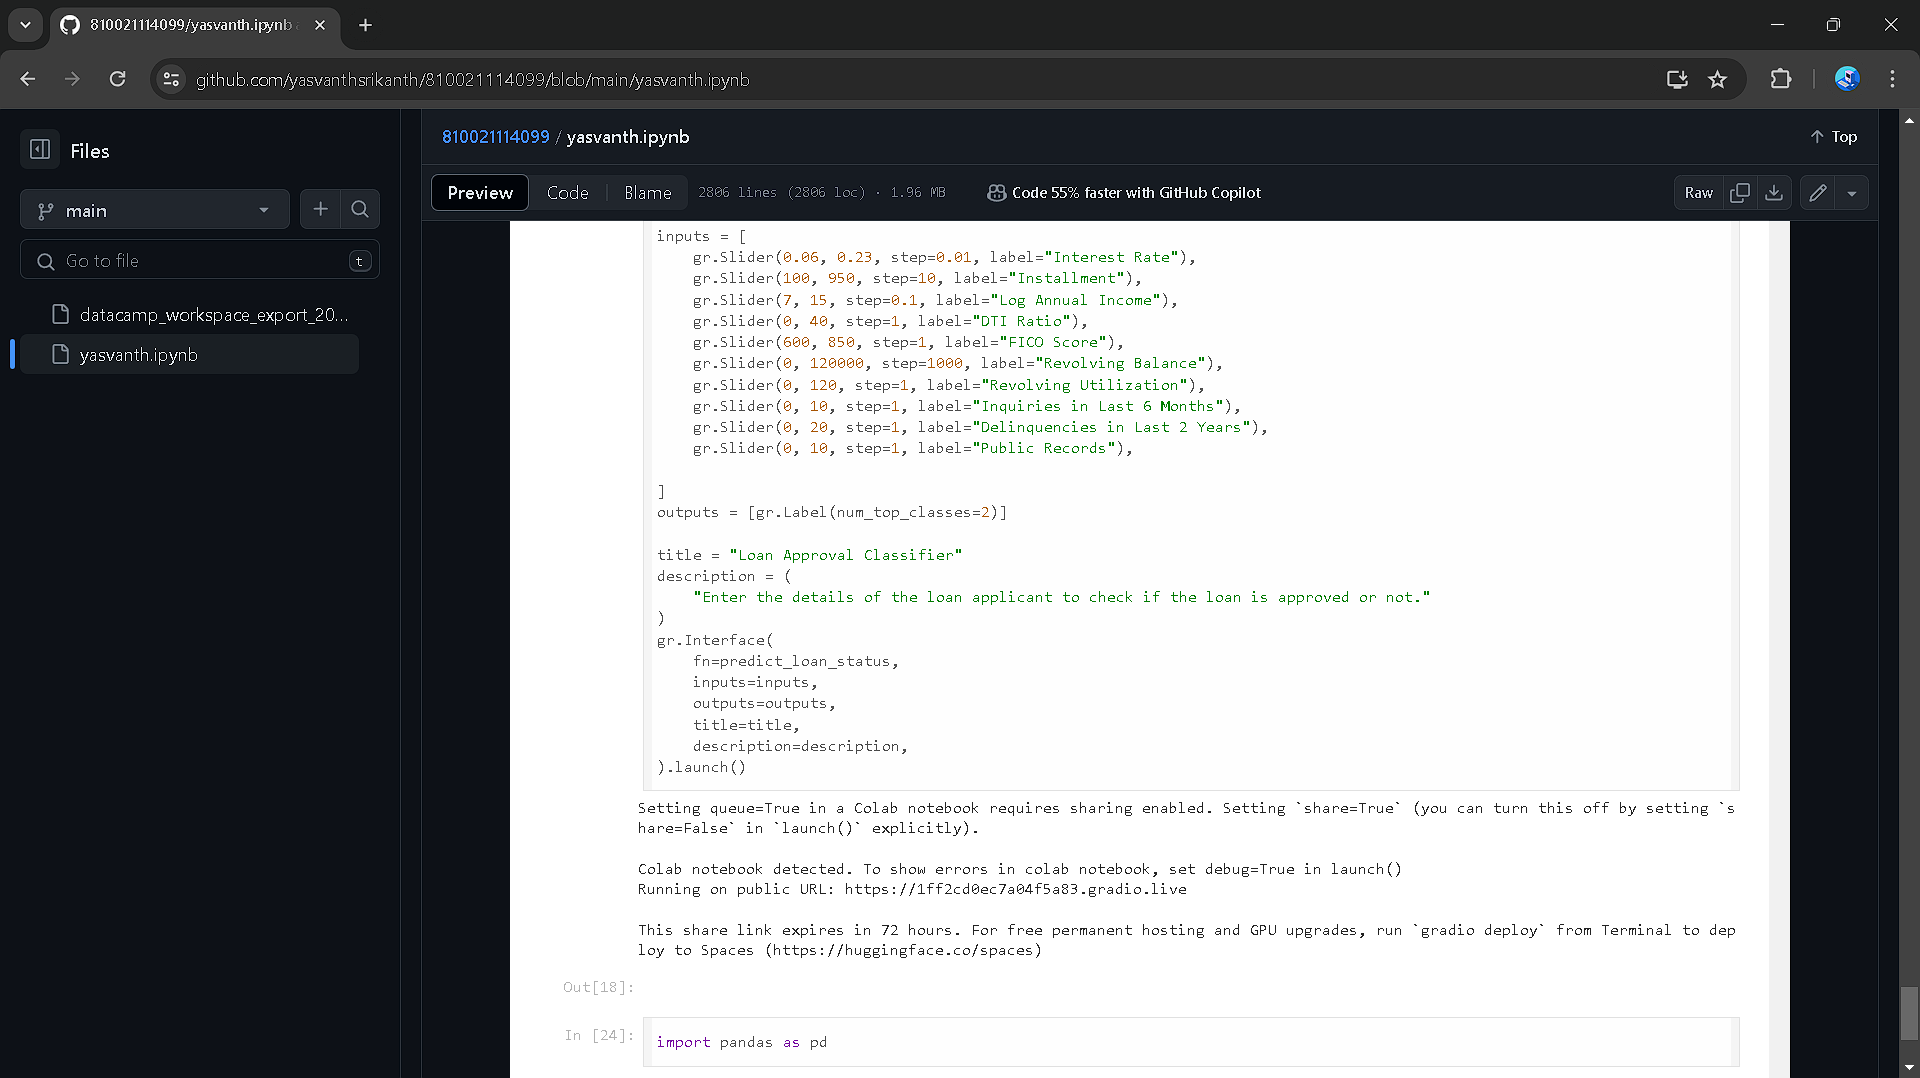 810021114099/yasvanth.ipynb
github.com/yasvanthsrikanth/810021114099/blob/main/yasvanth.ipynb
Files
main
Go to file
t
datacamp_workspace_export_20...
yasvanth.ipynb
810021114099 / yasvanth.ipynb
Top
Preview
Code
Blame
2806 lines (2806 loc) · 1.96 MB
Code 55% faster with GitHub Copilot
Raw
inputs = [
    gr.Slider(0.06, 0.23, step=0.01, label="Interest Rate"),
    gr.Slider(100, 950, step=10, label="Installment"),
    gr.Slider(7, 15, step=0.1, label="Log Annual Income"),
    gr.Slider(0, 40, step=1, label="DTI Ratio"),
    gr.Slider(600, 850, step=1, label="FICO Score"),
    gr.Slider(0, 120000, step=1000, label="Revolving Balance"),
    gr.Slider(0, 120, step=1, label="Revolving Utilization"),
    gr.Slider(0, 10, step=1, label="Inquiries in Last 6 Months"),
    gr.Slider(0, 20, step=1, label="Delinquencies in Last 2 Years"),
    gr.Slider(0, 10, step=1, label="Public Records"),
]
outputs = [gr.Label(num_top_classes=2)]
title = "Loan Approval Classifier"
description = (
    "Enter the details of the loan applicant to check if the loan is approved or not."
)
gr.Interface(
    fn=predict_loan_status,
    inputs=inputs,
    outputs=outputs,
    title=title,
    description=description,
).launch()
Setting queue=True in a Colab notebook requires sharing enabled. Setting `share=True` (you can turn this off by setting `s
hare=False` in `launch()` explicitly).
Colab notebook detected. To show errors in colab notebook, set debug=True in launch()
Running on public URL: https://1ff2cd0ec7a04f5a83.gradio.live
This share link expires in 72 hours. For free permanent hosting and GPU upgrades, run `gradio deploy` from Terminal to dep
loy to Spaces (https://huggingface.co/spaces)
Out[18]:
In [24]:
import pandas as pd